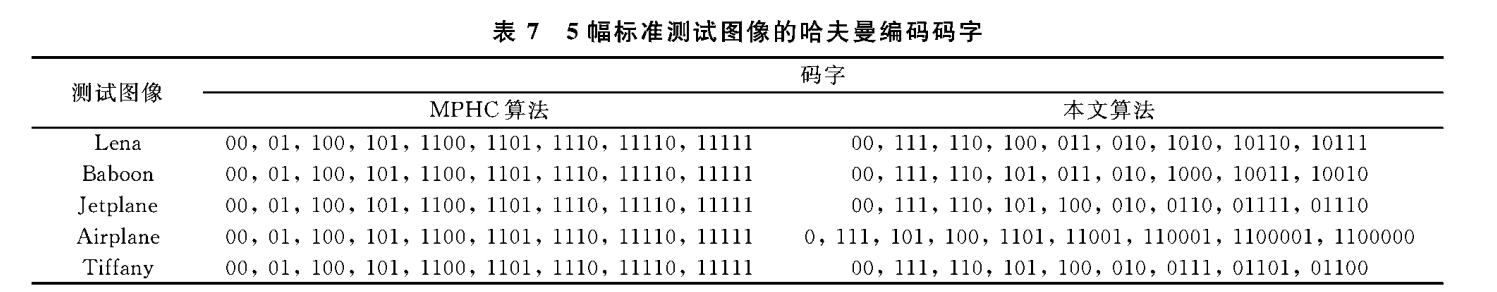 表 7 5 幅标准测试图像的哈夫曼编码码字
测试图像 码字
MPHC 算法 本文算法
Lena 00, 01, 100, 101, 1100, 1101, 1110, 11110, 11111 00, 111, 110, 100, 011, 010, 1010, 10110, 10111
Baboon 00, 01, 100, 101, 1100, 1101, 1110, 11110, 11111 00, 111, 110, 101, 011, 010, 1000, 10011, 10010
Jetplane 00, 01, 100, 101, 1100, 1101, 1110, 11110, 11111 00, 111, 110, 101, 100, 010, 0110, 01111, 01110
Airplane 00, 01, 100, 101, 1100, 1101, 1110, 11110, 11111 0, 111, 101, 100, 1101, 11001, 110001, 1100001, 1100000
Tiffany 00, 01, 100, 101, 1100, 1101, 1110, 11110, 11111 00, 111, 110, 101, 100, 010, 0111, 01101, 01100